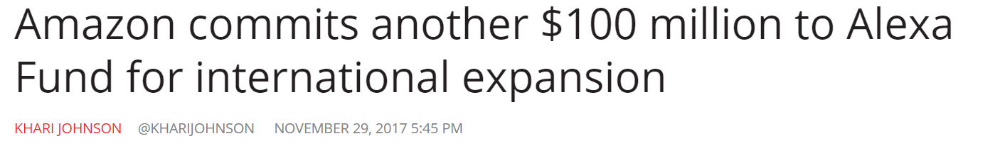 Amazon commits another $100 million to Alexa
Fund for international expansion
KHARI JOHNSON @KHARIJOHNSON NOVEMBER 29, 2017 5:45 PM